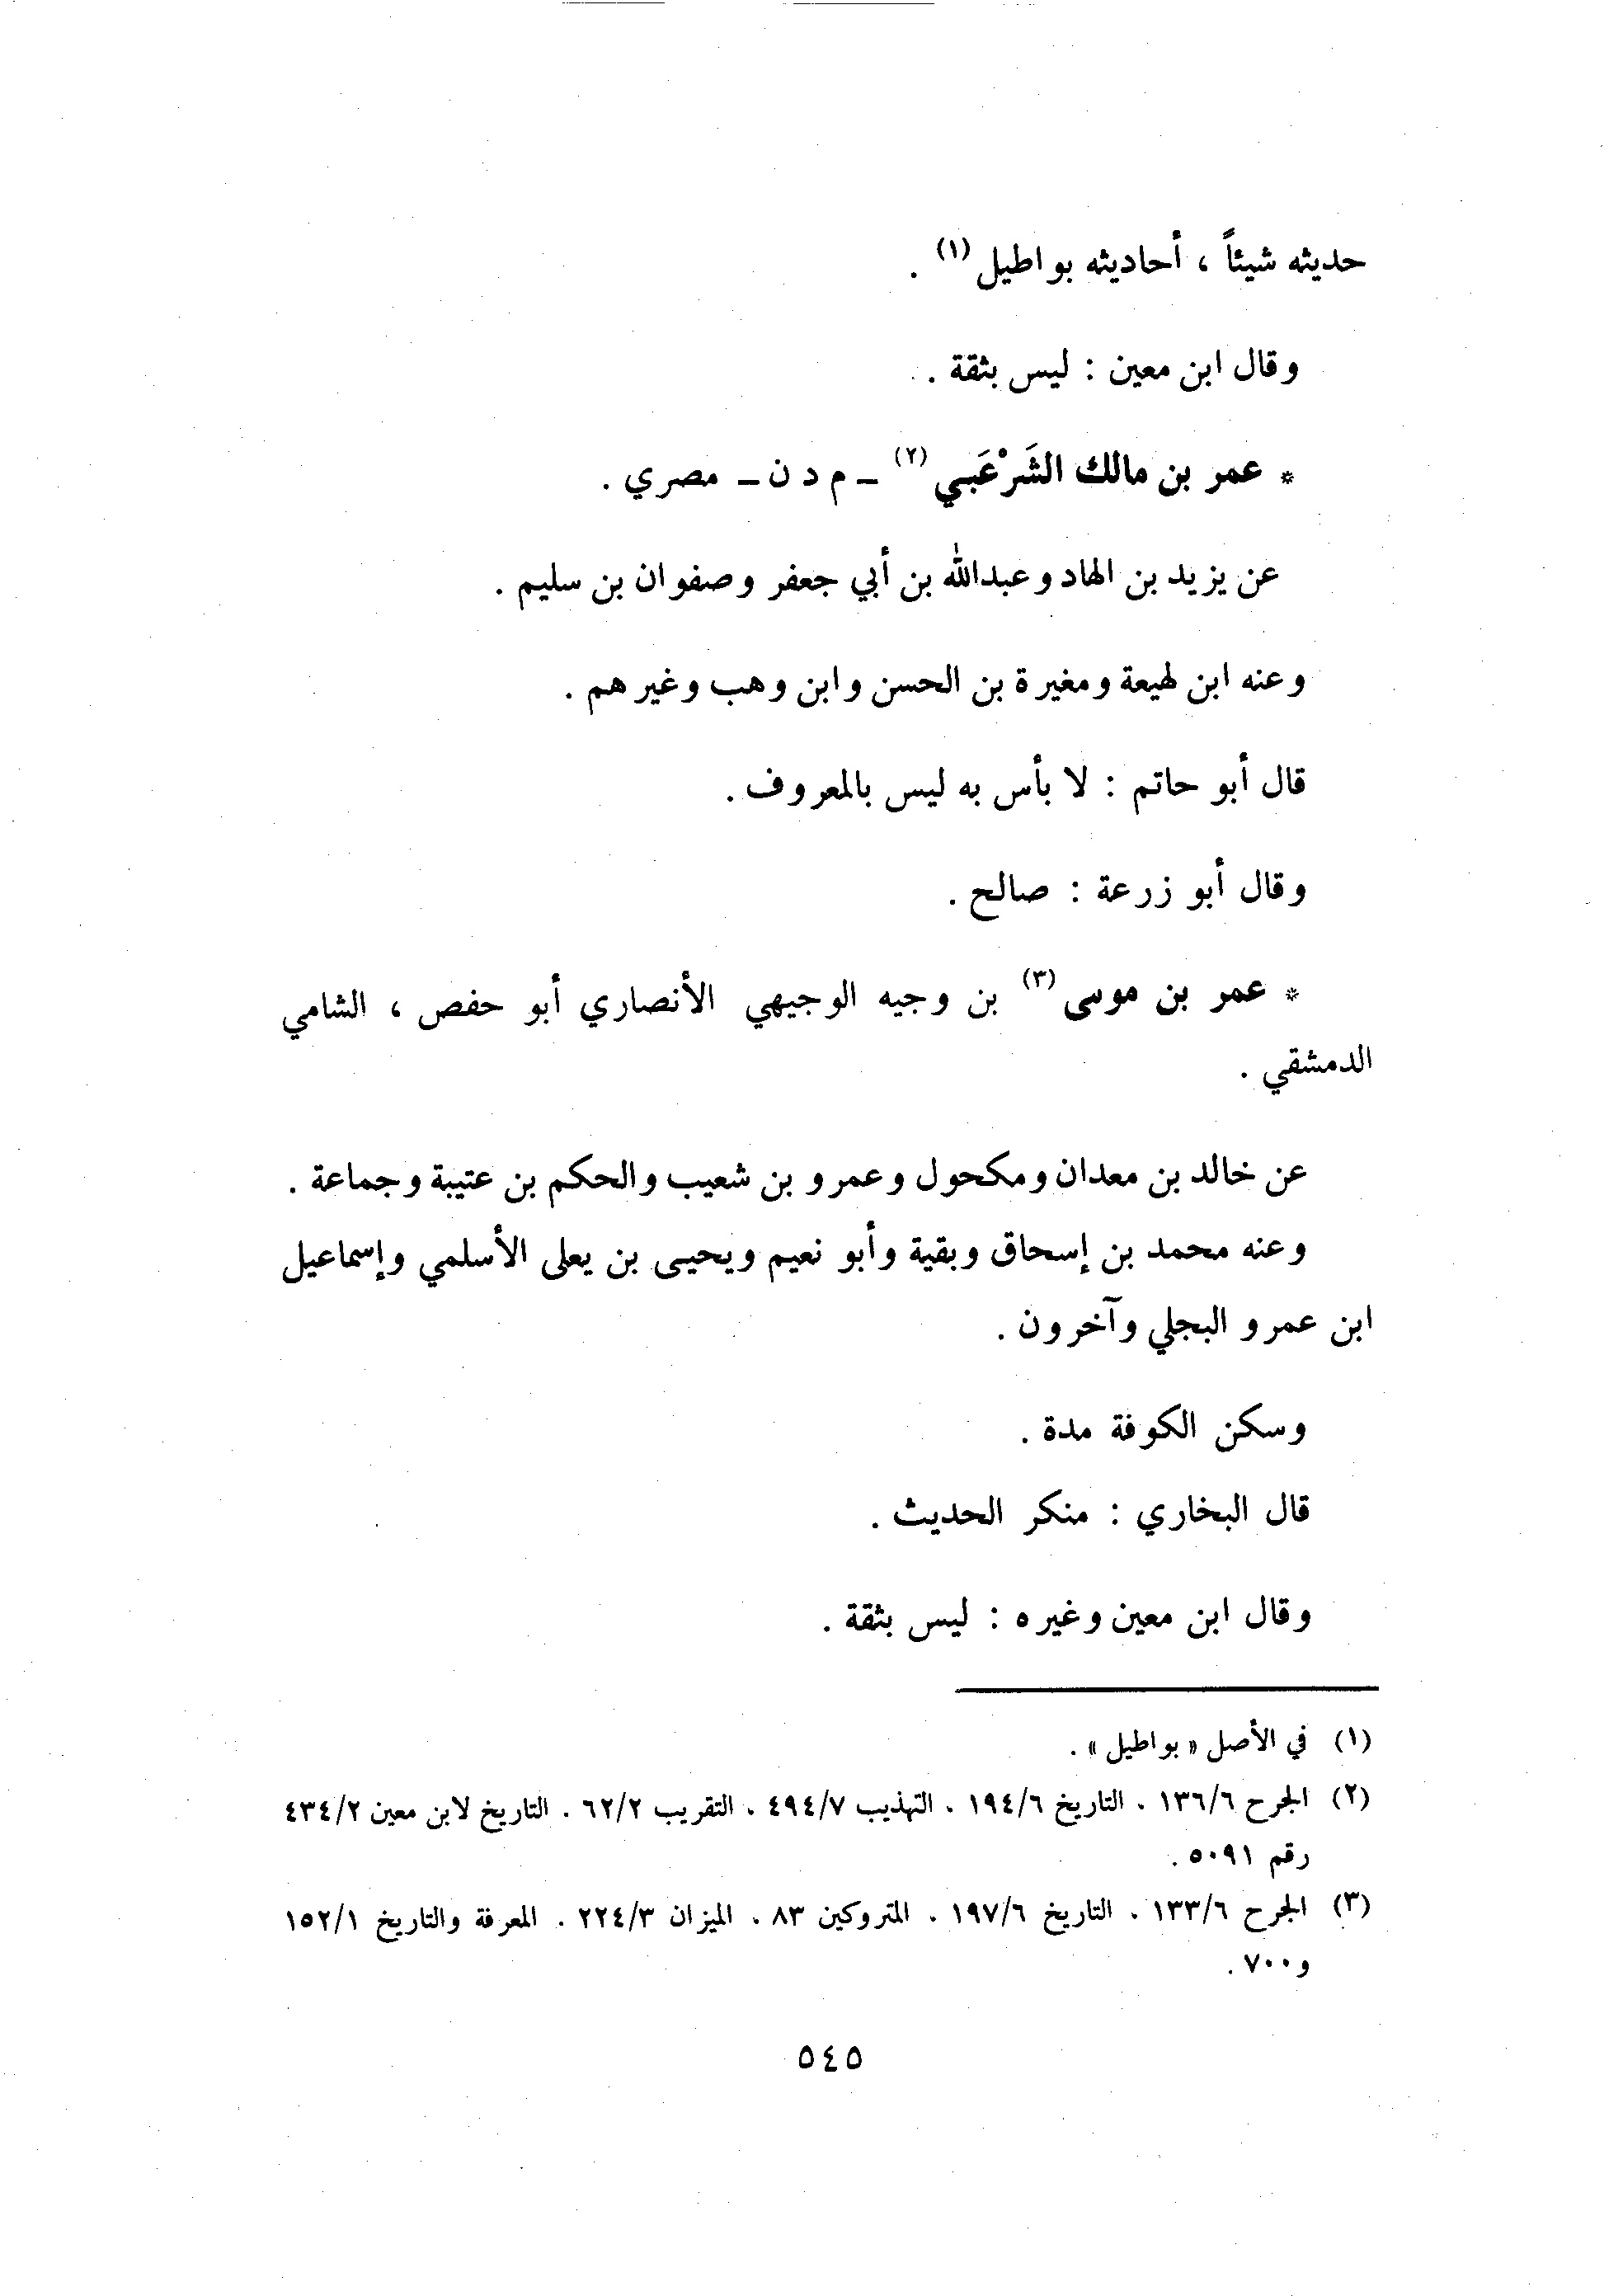 حديثه شيئاً ، أحاديثه بواطيل (١) .
وقال ابن معين : ليس بثقة .
* عمر بن مالك الشَرْعَبي (٢) ــ م د ن ــ مصري .
عن يزيد بن الهاد وعبدالله بن أبي جعفر وصفوان بن سليم .
وعنه ابن لهيعة ومغيرة بن الحسن وابن وهب وغيرهم .
قال أبو حاتم : لا بأس به ليس بالمعروف .
وقال أبو زرعة : صالح .
* عمر بن موسى (٣) بن وجيه الوجيهي الأنصاري أبو حفص ، الشامي
الدمشقي .
عن خالد بن معدان ومكحول وعمرو بن شعيب والحكم بن عتيبة وجماعة .
وعنه محمد بن إسحاق وبقية وأبو نعيم ويحيى بن يعلى الأسلمي وإسماعيل
ابن عمرو البجلي وآخرون .
وسكن الكوفة مدة .
قال البخاري : منكر الحديث .
وقال ابن معين وغيره : ليس بثقة .
(١) في الأصل « بواطيل » .
(٢) الجرح ١٣٦/٦ . التاريخ ١٩٤/٦ . التهذيب ٤٩٤/٧ . التقريب ٦٢/٢ . التاريخ لابن معين ٤٣٤/٢
رقم ٥٠٩١ .
(٣) الجرح ١٣٣/٦ . التاريخ ١٩٧/٦ . المتروكين ٨٣ . الميزان ٢٢٤/٣ . المعرفة والتاريخ ١٥٢/١
و٧٠٠ .
٥٤٥